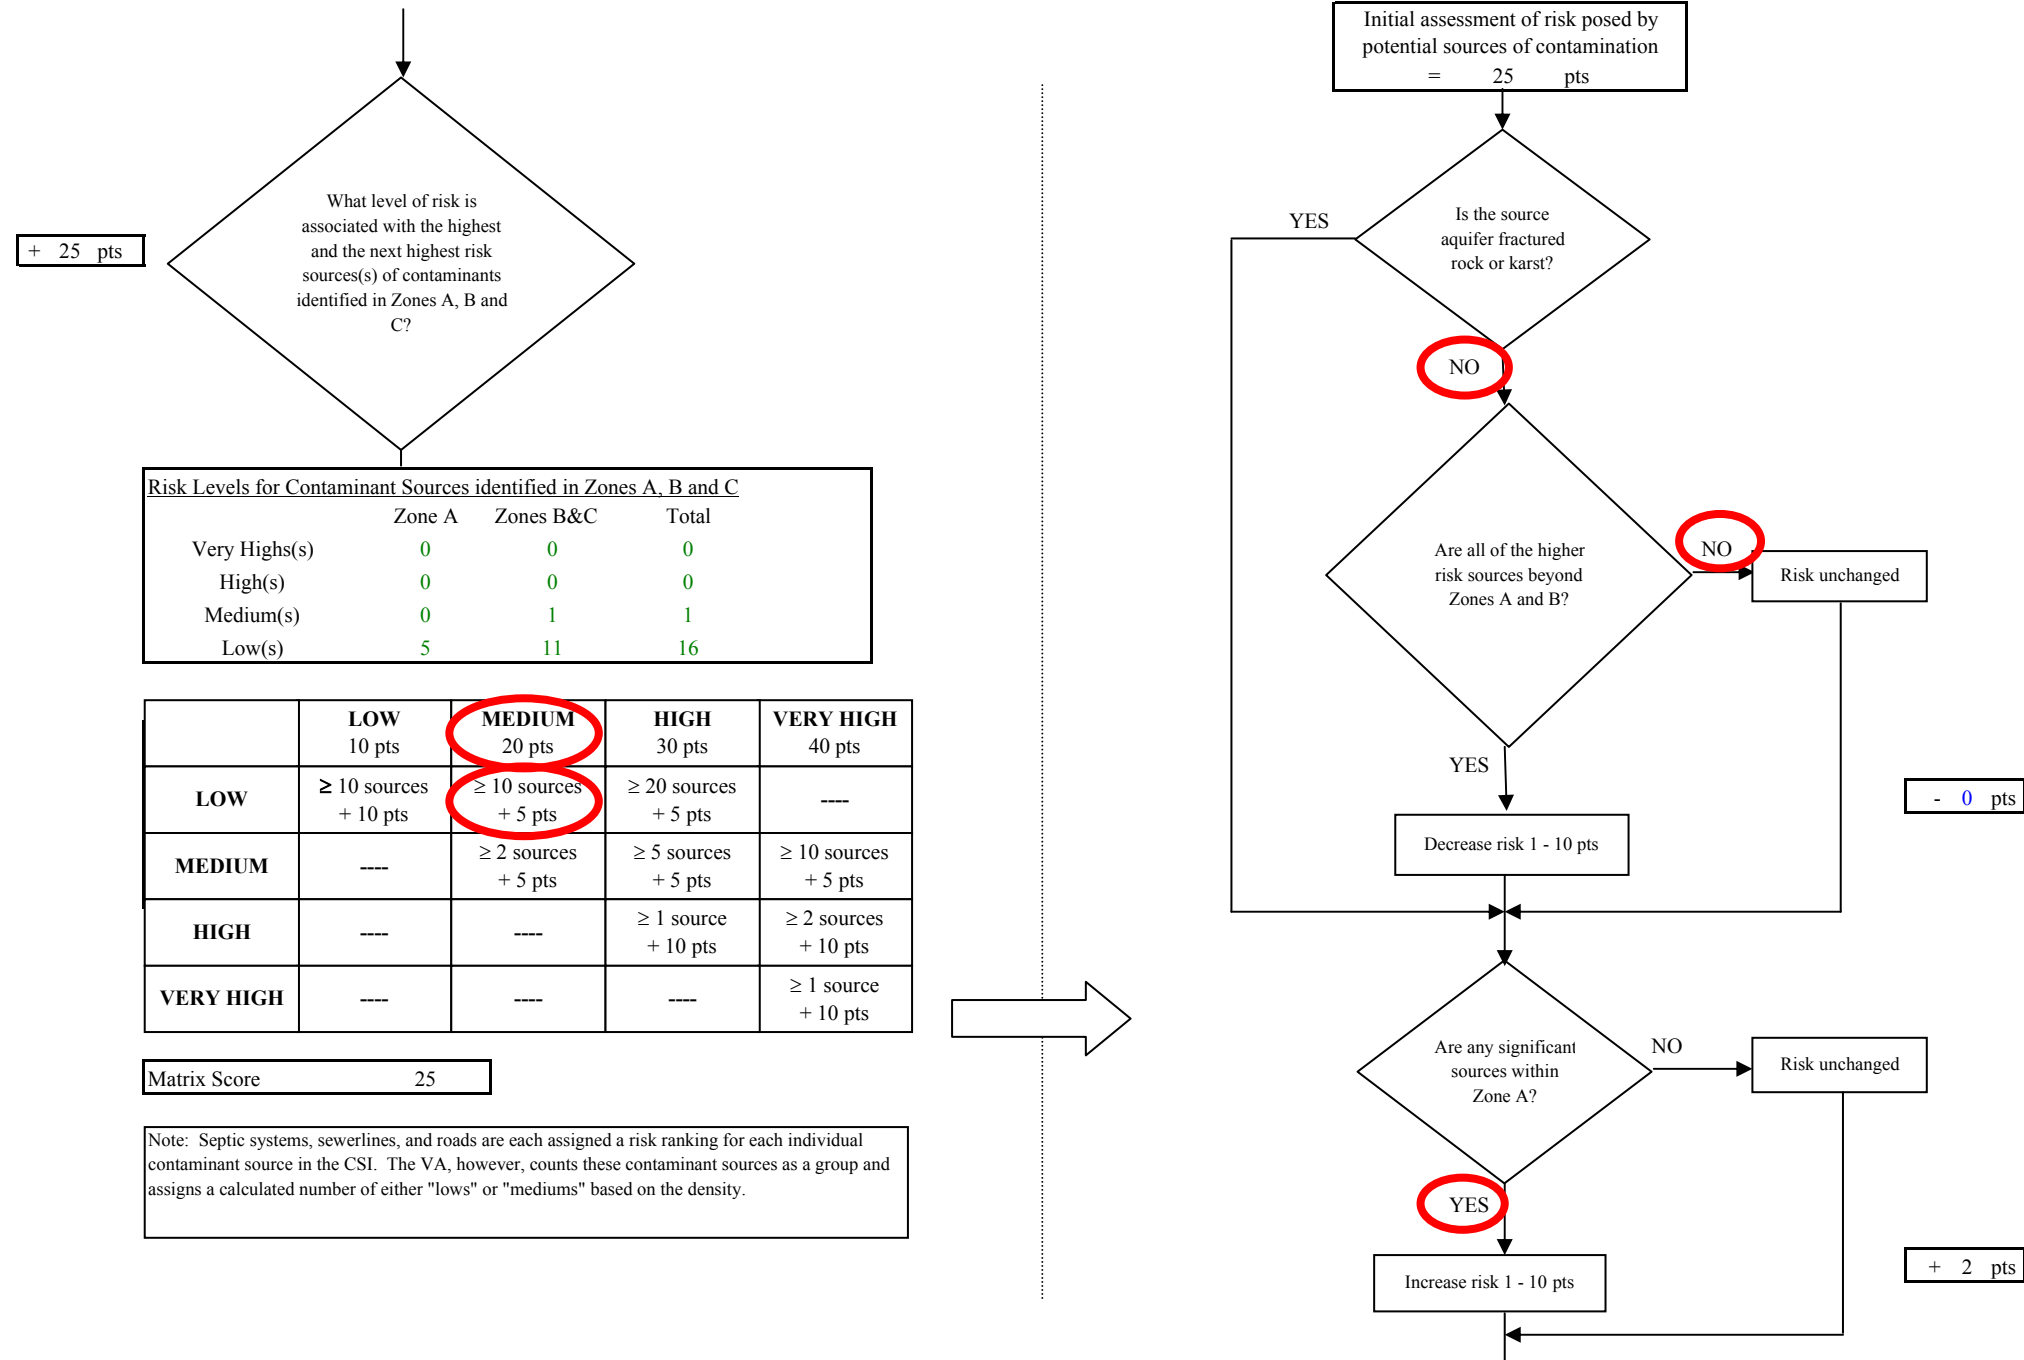 What level of risk is
associated with the highest
and the next highest risk
sources(s) of contaminants
identified in Zones A, B and
C?
+ 25 pts
Risk Levels for Contaminant Sources identified in Zones A, B and C
Zone A Zones B&C Total
Very Highs(s) 0 0 0
High(s) 0 0 0
Medium(s) 0 1 1
Low(s) 5 11 16
LOW MEDIUM HIGH VERY HIGH
10 pts 20 pts 30 pts 40 pts
LOW ≥ 10 sources ≥ 10 sources ≥ 20 sources ----
+ 10 pts + 5 pts + 5 pts
MEDIUM ---- ≥ 2 sources ≥ 5 sources ≥ 10 sources
+ 5 pts + 5 pts + 5 pts
HIGH ---- ---- ≥ 1 source ≥ 2 sources
+ 10 pts + 10 pts
VERY HIGH ---- ---- ---- ≥ 1 source
+ 10 pts
Matrix Score 25
Note: Septic systems, sewerlines, and roads are each assigned a risk ranking for each individual
contaminant source in the CSI. The VA, however, counts these contaminant sources as a group and
assigns a calculated number of either "lows" or "mediums" based on the density.
Initial assessment of risk posed by
potential sources of contamination
= 25 pts
Is the source
aquifer fractured
rock or karst?
YES
NO
Are all of the higher
risk sources beyond
Zones A and B?
NO
Risk unchanged
YES
Decrease risk 1 - 10 pts
- 0 pts
Are any significant
sources within
Zone A?
NO
Risk unchanged
YES
Increase risk 1 - 10 pts
+ 2 pts